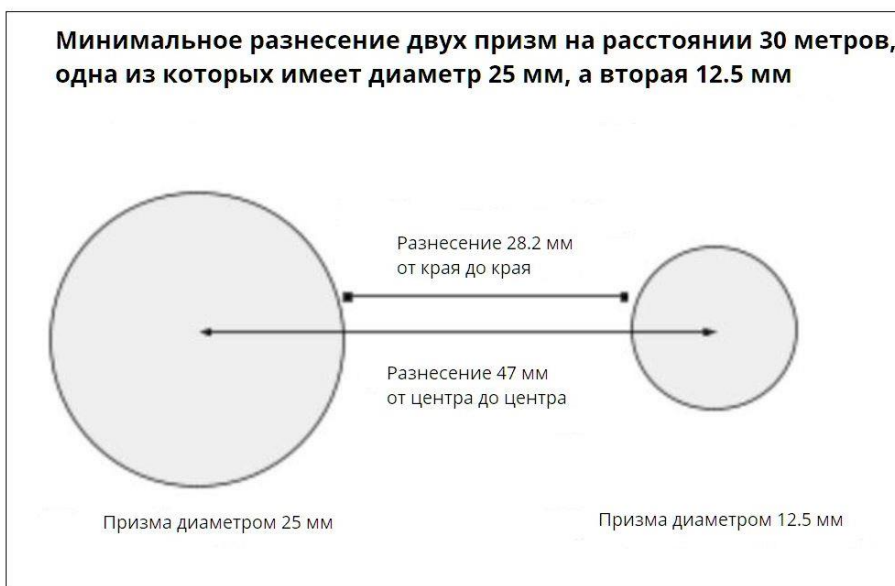 Минимальное разнесение двух призм на расстоянии 30 метров,
одна из которых имеет диаметр 25 мм, а вторая 12.5 мм
Разнесение 28.2 мм
от края до края
Разнесение 47 мм
от центра до центра
Призма диаметром 25 мм
Призма диаметром 12.5 мм